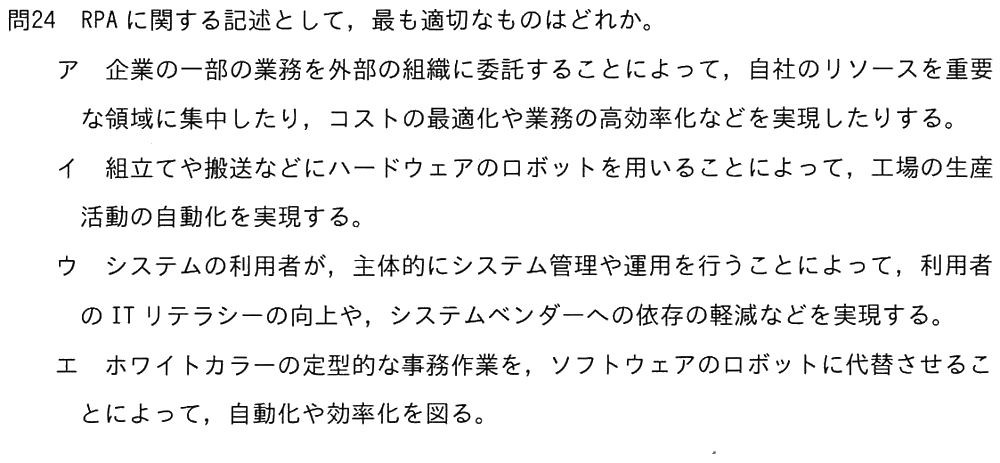 問24 RPA に関する記述として，最も適切なものはどれか。
ア 企業の一部の業務を外部の組織に委託することによって，自社のリソースを重要
な領域に集中したり，コストの最適化や業務の高効率化などを実現したりする。
イ 組立てや搬送などにハードウェアのロボットを用いることによって，工場の生産
活動の自動化を実現する。
ウ システムの利用者が，主体的にシステム管理や運用を行うことによって，利用者
の IT リテラシーの向上や，システムベンダーへの依存の軽減などを実現する。
エ ホワイトカラーの定型的な事務作業を，ソフトウェアのロボットに代替させるこ
とによって，自動化や効率化を図る。